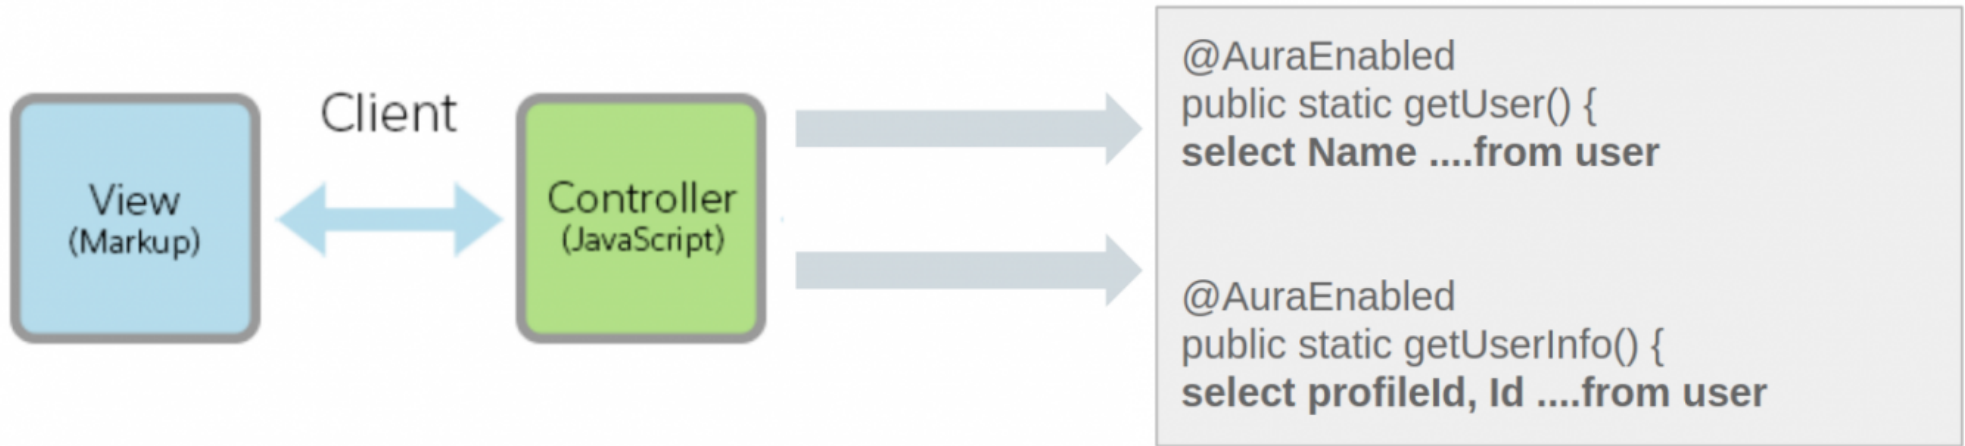 View
(Markup)
Client
Controller
(JavaScript)
@AuraEnabled
public static getUser() {
select Name ....from user
@AuraEnabled
public static getUserInfo() {
select profileId, Id ....from user